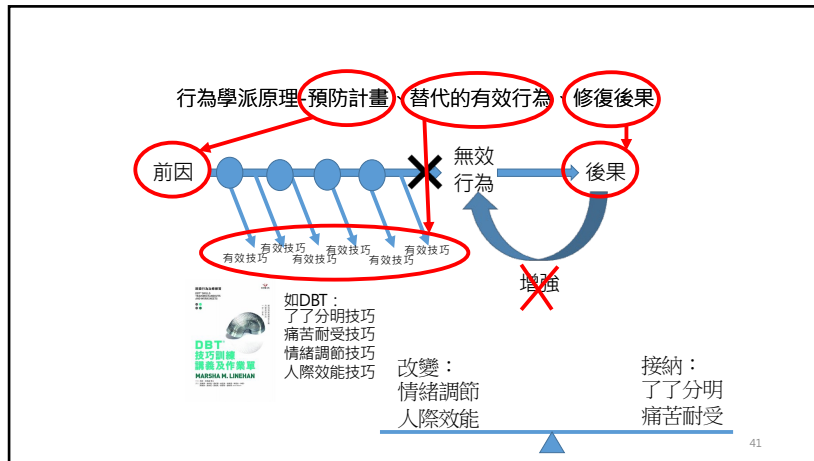 行為學派原理-預防計畫、替代的有效行為、修復後果
前因
無效
行為
後果
有效技巧
有效技巧
有效技巧
有效技巧
有效技巧
有效技巧
增強
DBT
技巧訓練
講義及作業單
MARSHA M. LINEHAN
如DBT：
了了分明技巧
痛苦耐受技巧
情緒調節技巧
人際效能技巧
改變：
情緒調節
人際效能
接納：
了了分明
痛苦耐受
41